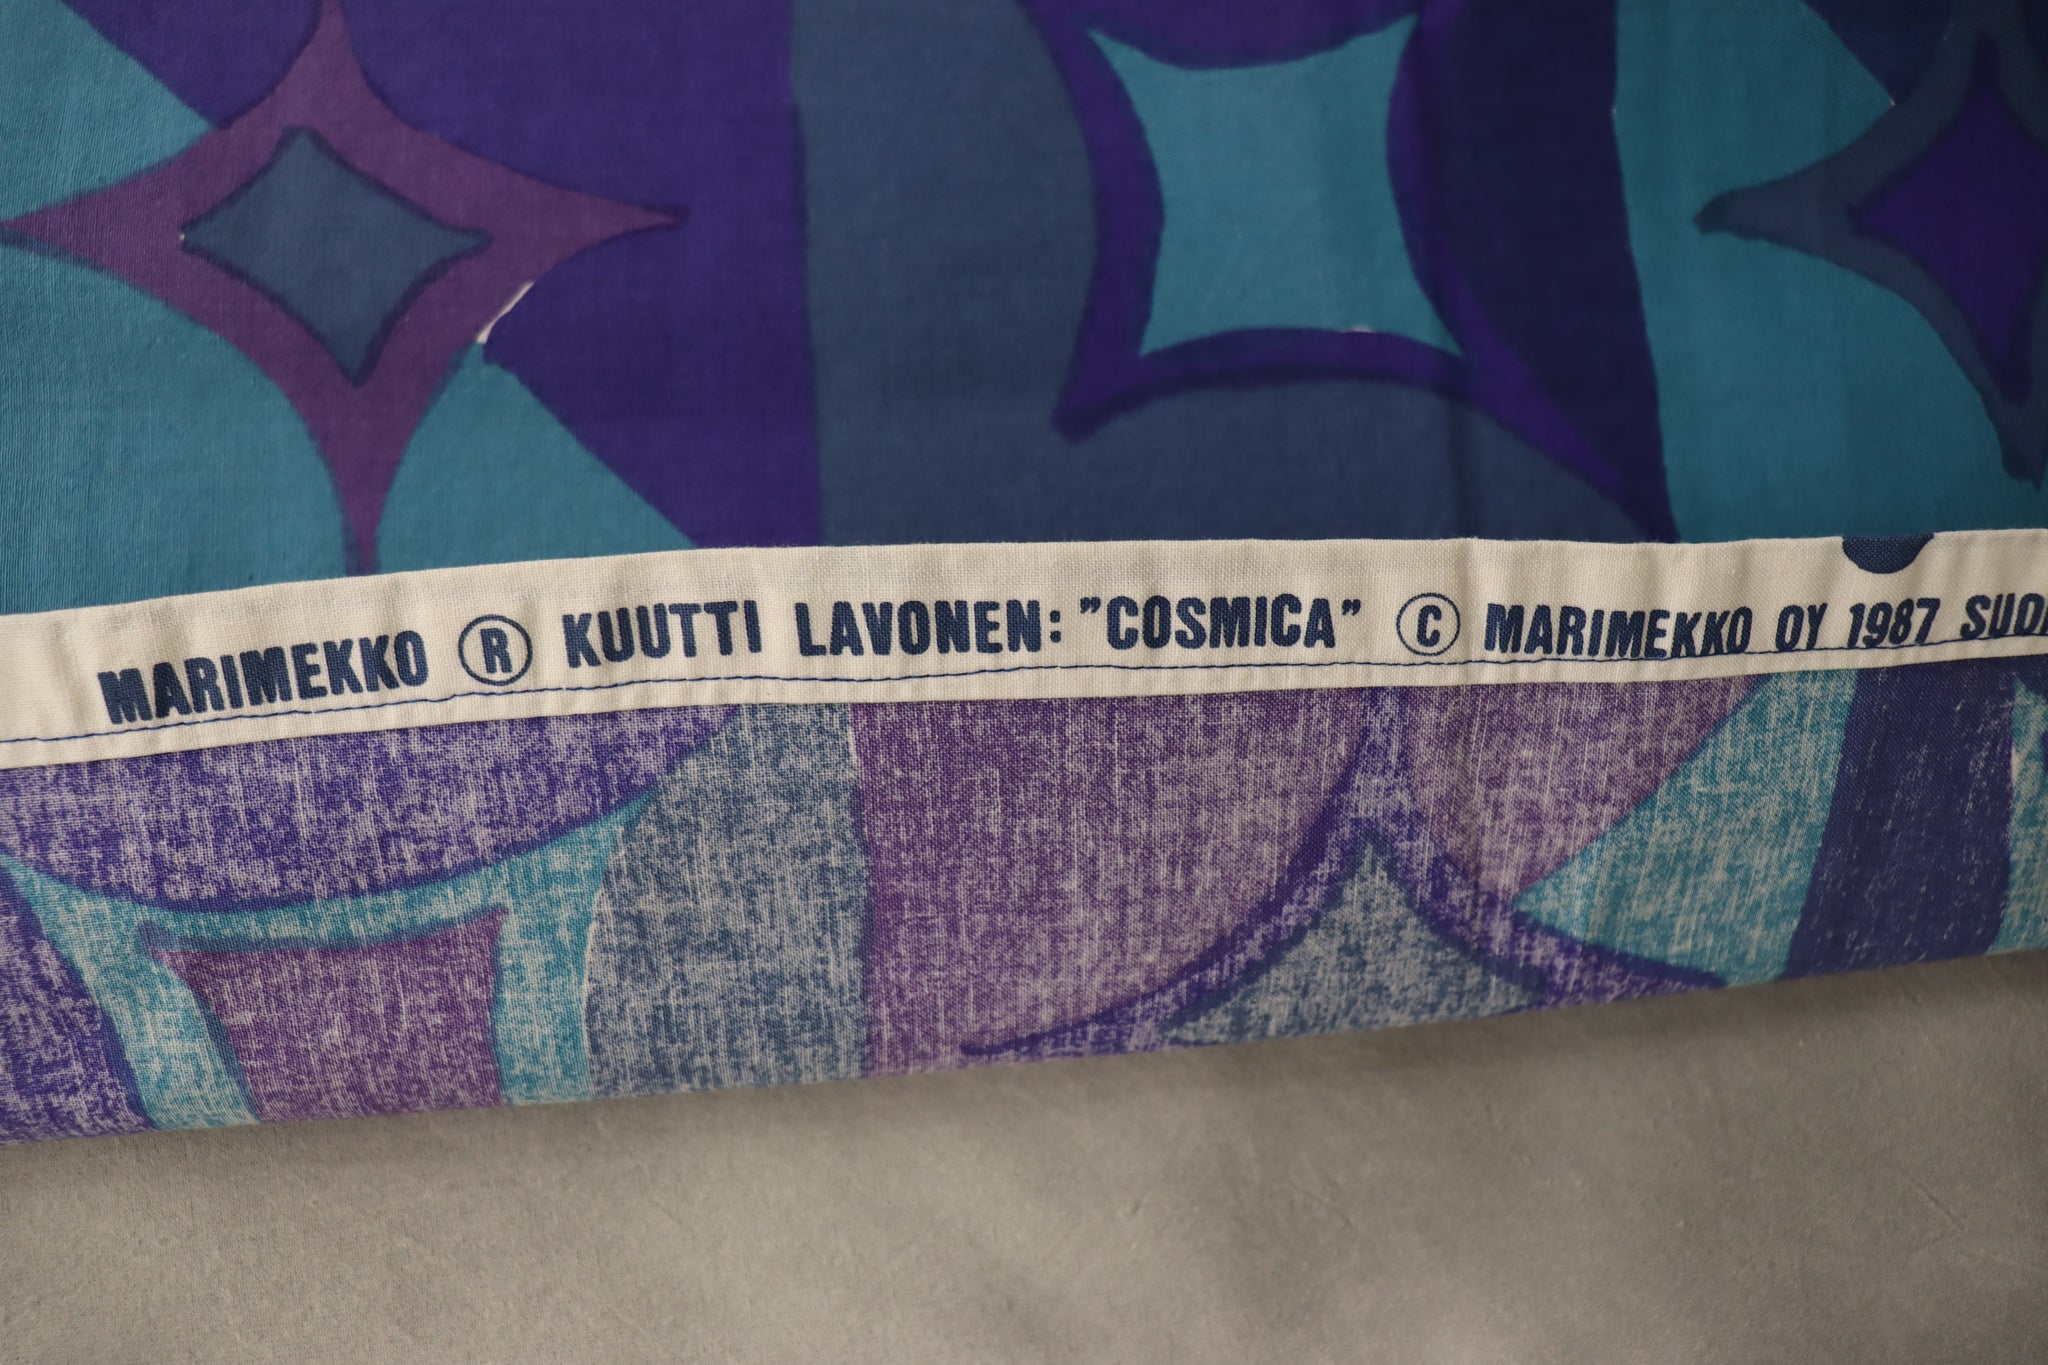 MARIMEKKO ® KUUTTI LAVONEN: ”COSMICA” © MARIMEKKO OY 1987